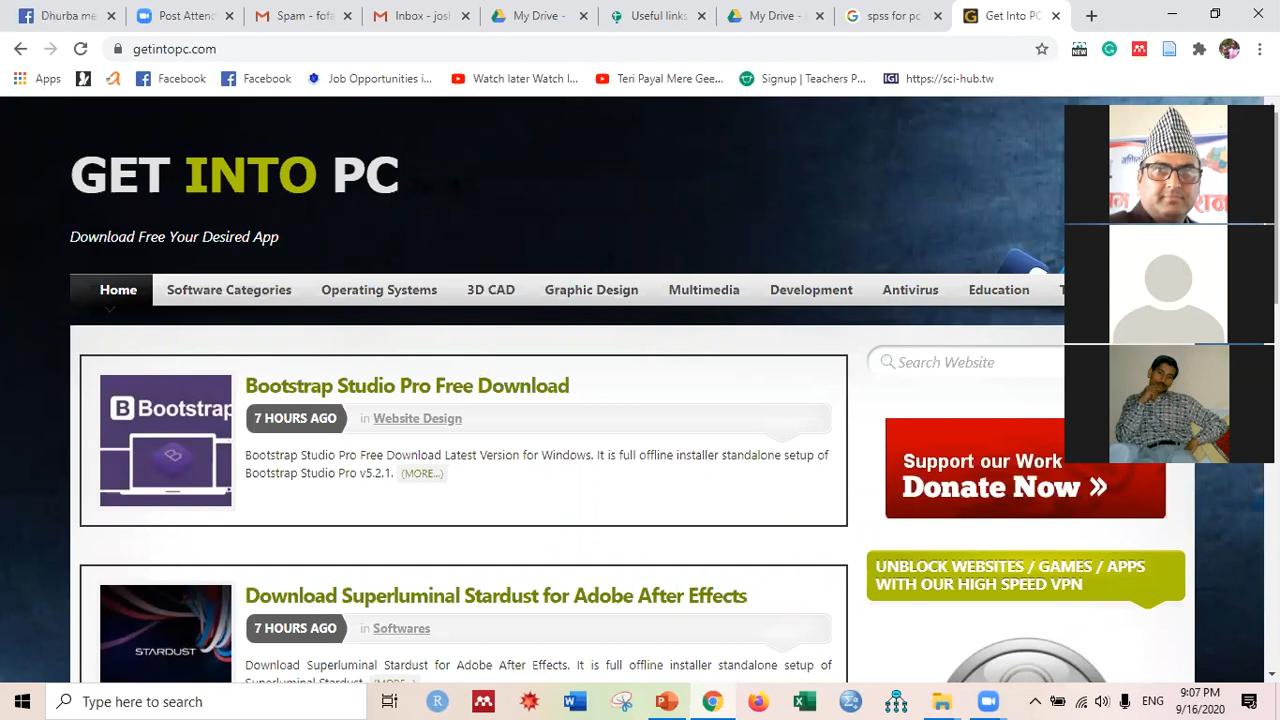 Dhurba m
Post Attend
Spam - fofa
Inbox - jos
My Drive -
Useful links
My Drive -
spss for pc
Get Into PC
getintopc.com
Apps
Facebook
Facebook
Job Opportunities i...
Watch later Watch l...
Teri Payal Mere Gee...
Signup | Teachers P...
https://sci-hub.tw
GET INTO PC
Download Free Your Desired App
Home
Software Categories
Operating Systems
3D CAD
Graphic Design
Multimedia
Development
Antivirus
Education
Search Website
Bootstrap Studio Pro Free Download
7 HOURS AGO in Website Design
Bootstrap Studio Pro Free Download Latest Version for Windows. It is full offline installer standalone setup of
Bootstrap Studio Pro v5.2.1. (MORE...)
Bootstrap
Support our Work
Donate Now »
UNBLOCK WEBSITES / GAMES / APPS
WITH OUR HIGH SPEED VPN
Download Superluminal Stardust for Adobe After Effects
7 HOURS AGO in Softwares
Download Superluminal Stardust for Adobe After Effects. It is full offline installer standalone setup of
Superluminal Stardust (MORE...)
STARDUST
Type here to search
ENG
9:07 PM
9/16/2020